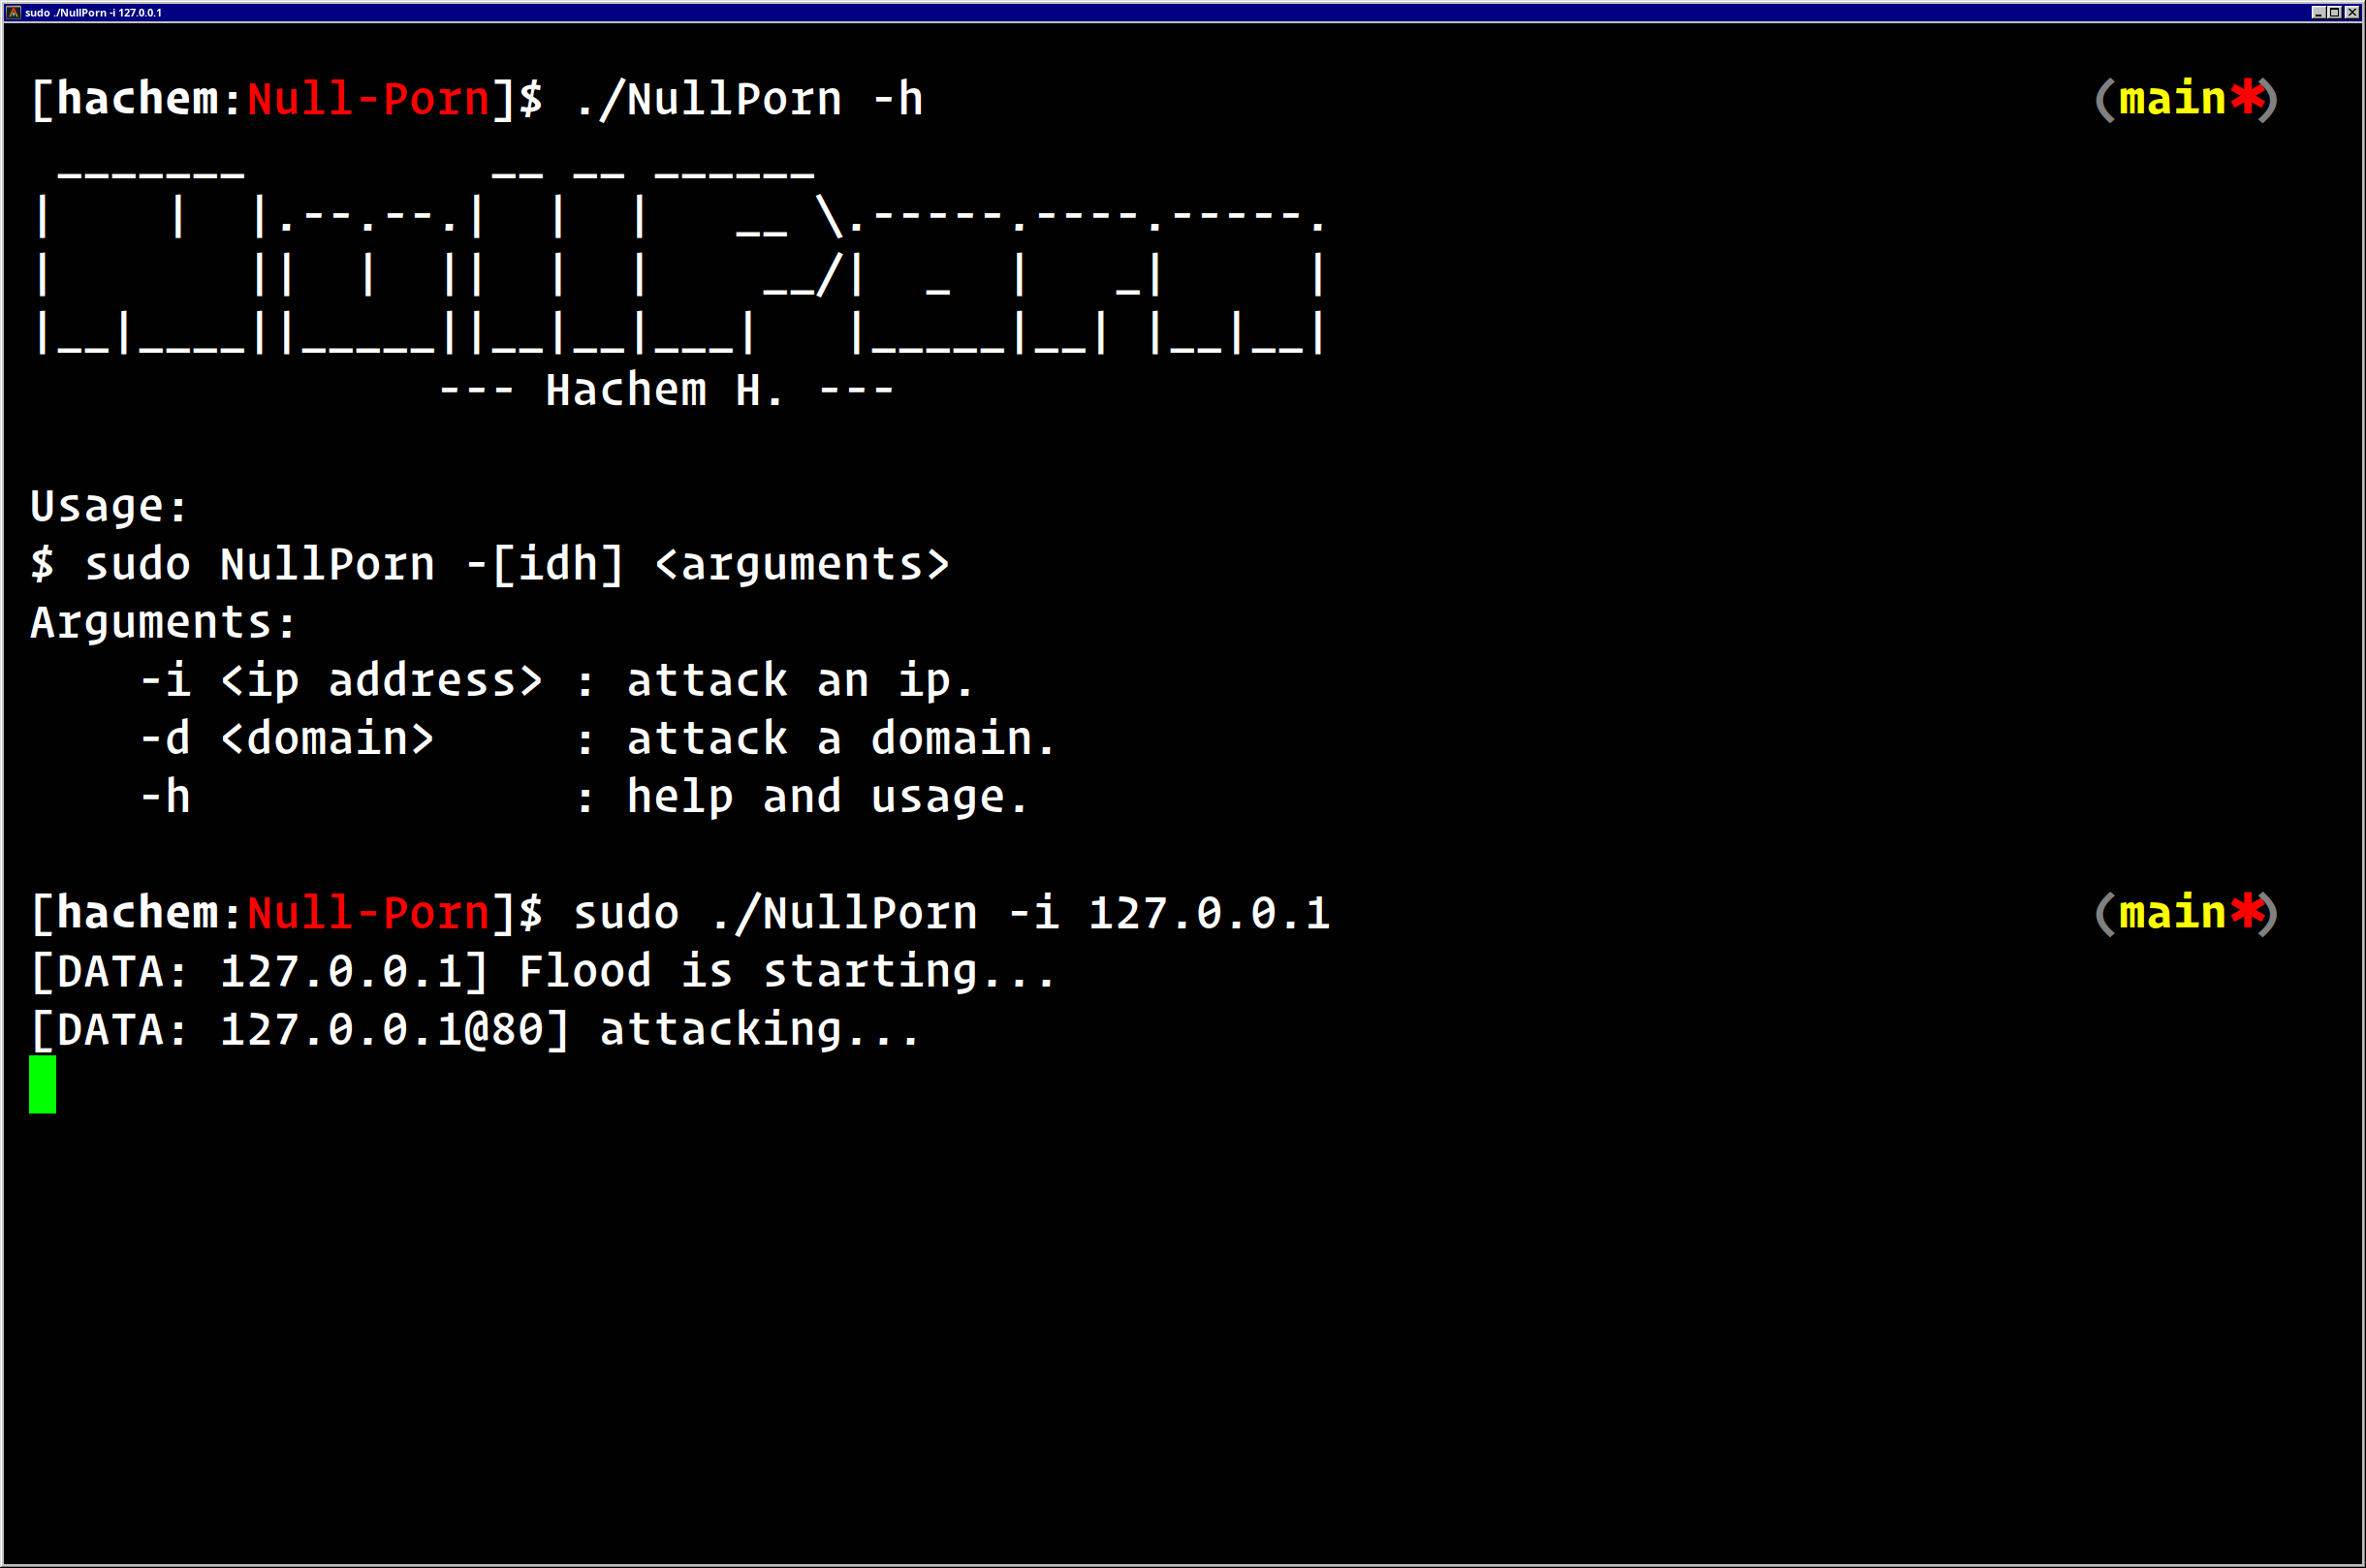 sudo ./NullPorn -i 127.0.0.1
[hachem:Null-Porn]$ ./NullPorn -h (main*)
 _______         __ __ ______
|    |  |.--.--.|  |  |   __ \.-----.----.-----.
|       ||  |  ||  |  |    __/|  _  |   _|     |
|__|____||_____||__|__|___|   |_____|__| |__|__|
--- Hachem H. ---
Usage:
$ sudo NullPorn -[idh] <arguments>
Arguments:
-i <ip address> : attack an ip.
-d <domain>     : attack a domain.
-h              : help and usage.
[hachem:Null-Porn]$ sudo ./NullPorn -i 127.0.0.1 (main*)
[DATA: 127.0.0.1] Flood is starting...
[DATA: 127.0.0.1@80] attacking...